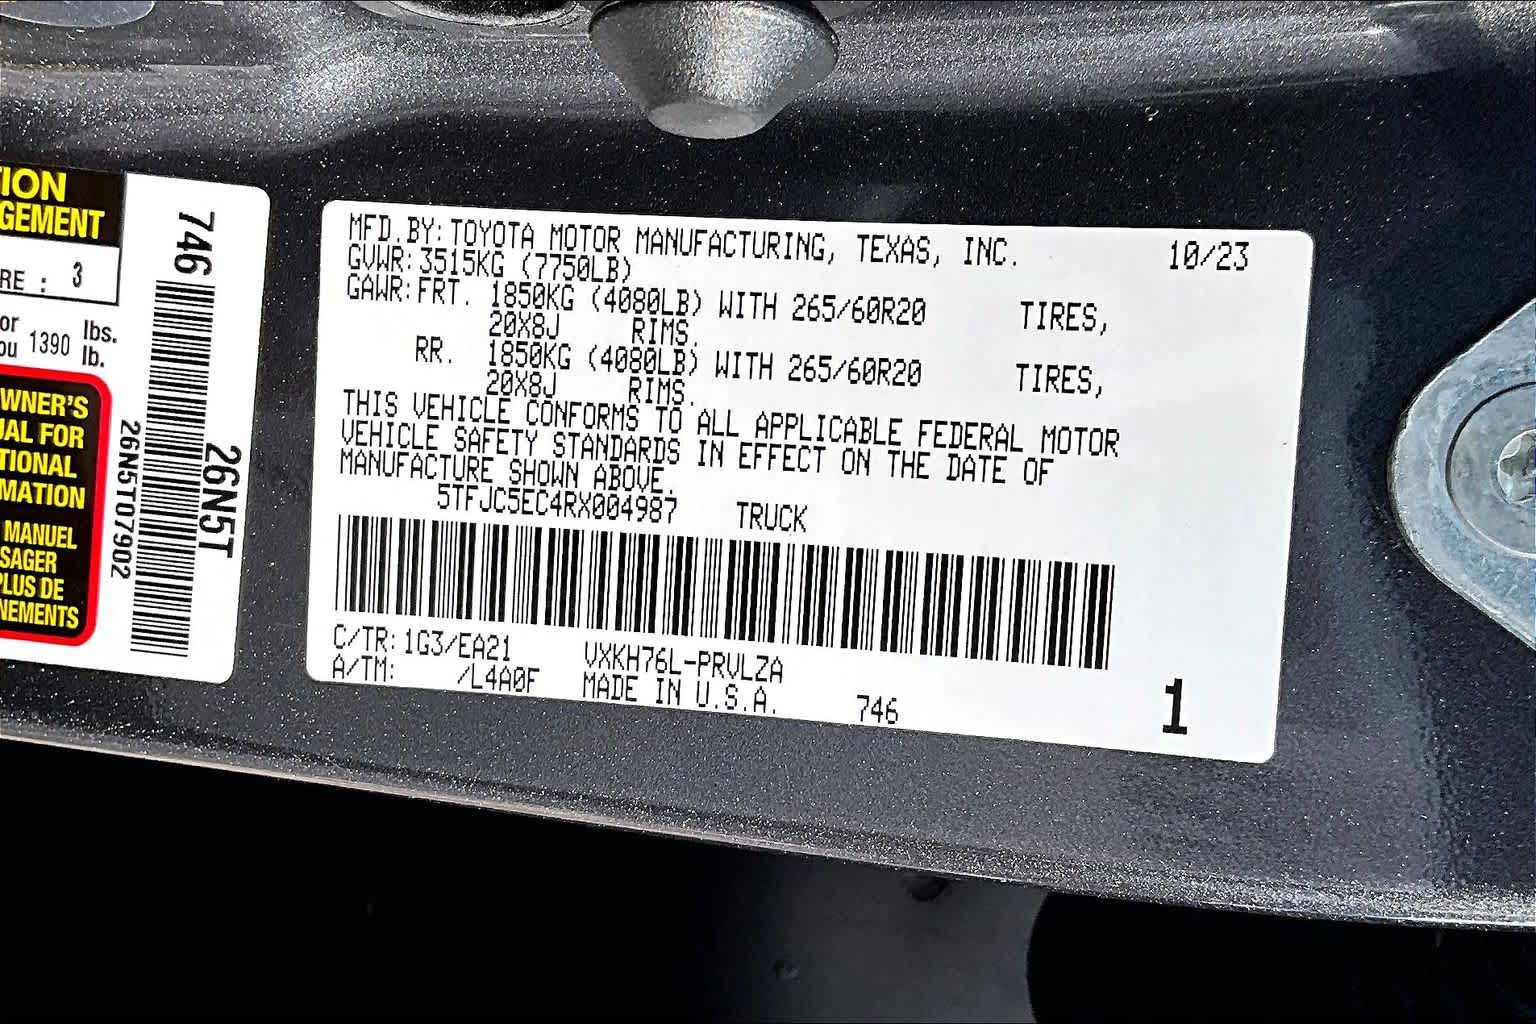 TION
GEMENT
RE : 3
or
ou 1390 lbs.
lb.
WNER'S
UAL FOR
TIONAL
MATION
MANUEL
SAGER
PLUS DE
NEMENTS
746
26N5T
26N5T07902
MFD. BY: TOYOTA MOTOR MANUFACTURING, TEXAS, INC. 10/23
GVWR: 3515KG (7750LB)
GAWR: FRT. 1850KG (4080LB) WITH 265/60R20 TIRES,
20X8J RIMS.
RR. 1850KG (4080LB) WITH 265/60R20 TIRES,
20X8J RIMS.
THIS VEHICLE CONFORMS TO ALL APPLICABLE FEDERAL MOTOR
VEHICLE SAFETY STANDARDS IN EFFECT ON THE DATE OF
MANUFACTURE SHOWN ABOVE.
5TFJC5EC4RX004987 TRUCK
C/TR: 1G3/EA21 VXKH76L-PRVLZA
A/TM: /L4A0F MADE IN U.S.A. 746
1